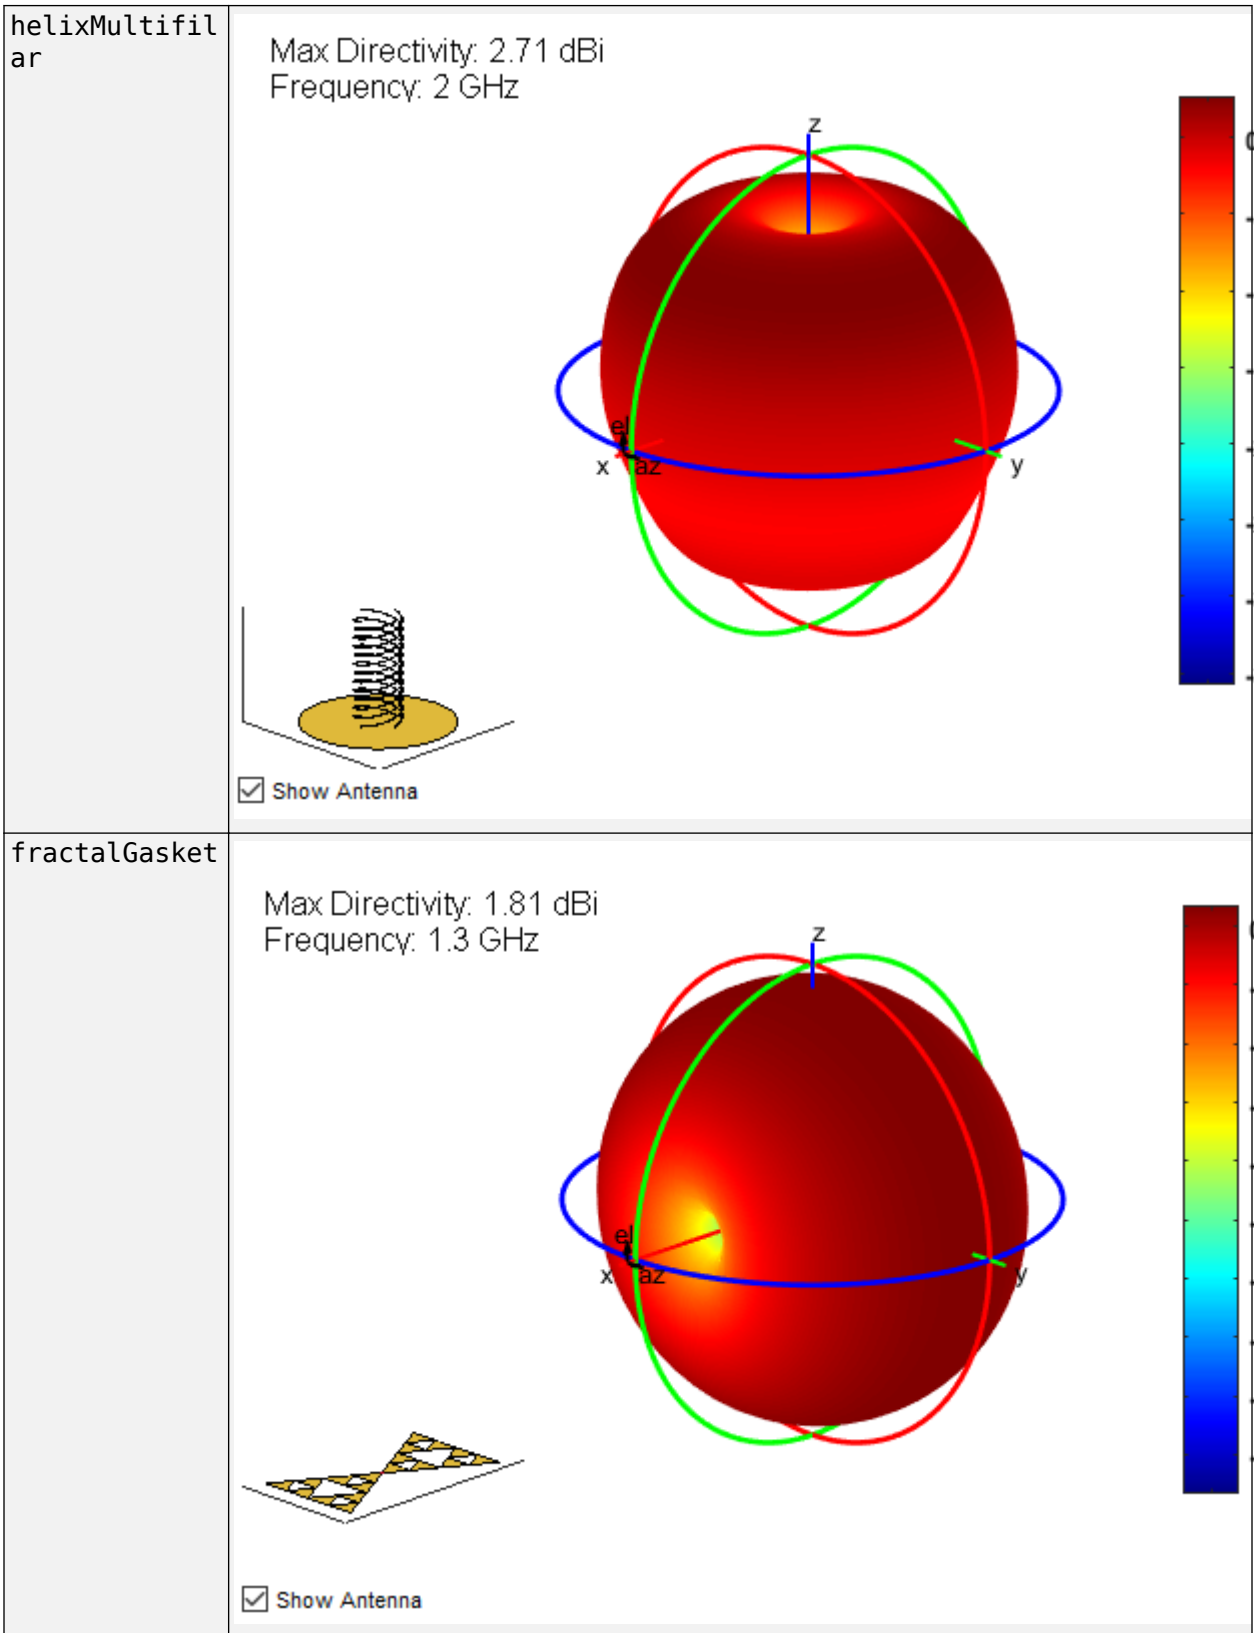 helixMultifil
ar
Max Directivity: 2.71 dBi
Frequency: 2 GHz
z
el
x
az
y
Show Antenna
fractalGasket
Max Directivity: 1.81 dBi
Frequency: 1.3 GHz
z
el
x
az
y
Show Antenna